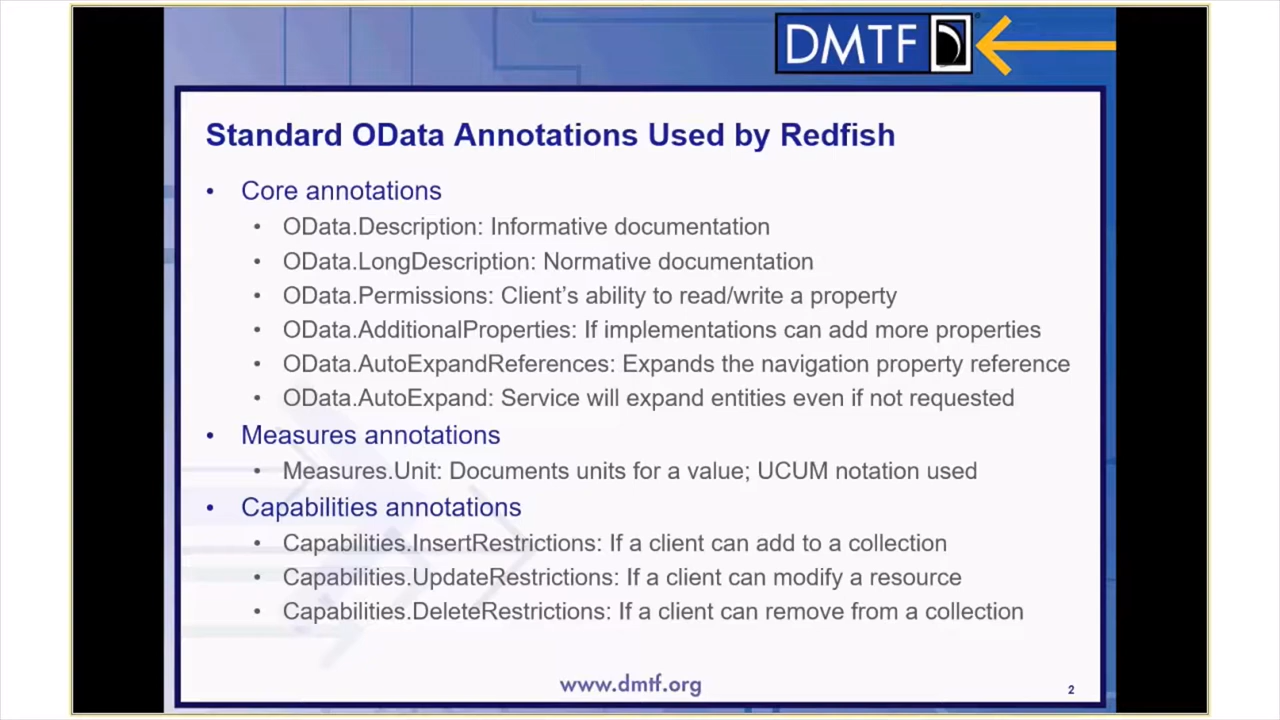 DMTF
Standard OData Annotations Used by Redfish
• Core annotations
• OData.Description: Informative documentation
• OData.LongDescription: Normative documentation
• OData.Permissions: Client's ability to read/write a property
• OData.AdditionalProperties: If implementations can add more properties
• OData.AutoExpandReferences: Expands the navigation property reference
• OData.AutoExpand: Service will expand entities even if not requested
• Measures annotations
• Measures.Unit: Documents units for a value; UCUM notation used
• Capabilities annotations
• Capabilities.InsertRestrictions: If a client can add to a collection
• Capabilities.UpdateRestrictions: If a client can modify a resource
• Capabilities.DeleteRestrictions: If a client can remove from a collection
www.dmtf.org
2